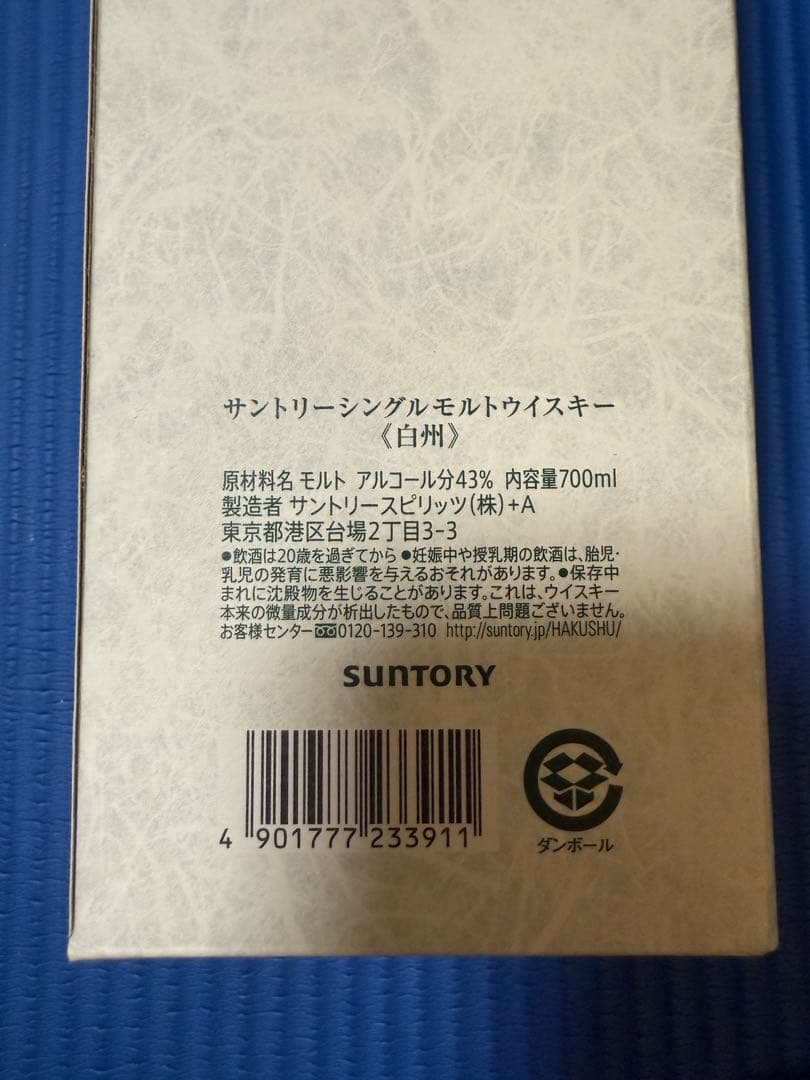 サントリーシングルモルトウイスキー
《白州》
原材料名 モルト アルコール分43% 内容量700ml
製造者 サントリースピリッツ(株)+A
東京都港区台場2丁目3-3
●飲酒は20歳を過ぎてから ●妊娠中や授乳期の飲酒は、胎児・
乳児の発育に悪影響を与えるおそれがあります。●保存中
まれに沈殿物を生じることがあります。これは、ウイスキー
本来の微量成分が析出したもので、品質上問題ございません。
お客様センター 0120-139-310 http://suntory.jp/HAKUSHU/
SUNTORY
4 901777 233911
ダンボール